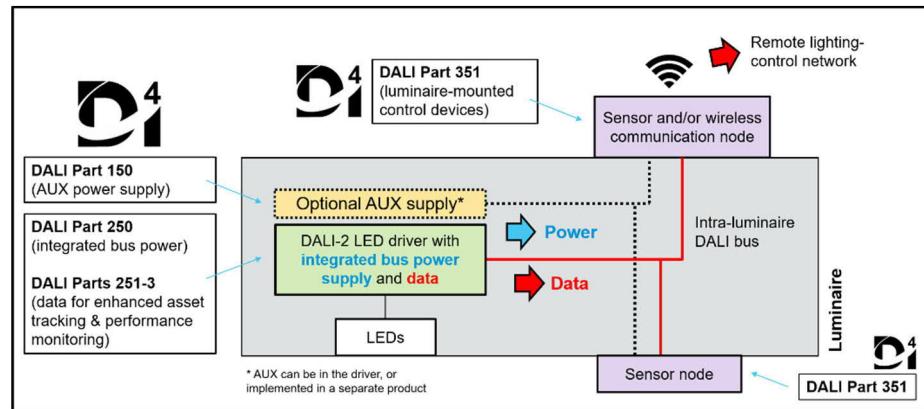 D4i
DALI Part 150
(AUX power supply)
DALI Part 250
(integrated bus power)
DALI Parts 251-3
(data for enhanced asset
tracking & performance
monitoring)
D4i
DALI Part 351
(luminaire-mounted
control devices)
Remote lighting-
control network
Sensor and/or wireless
communication node
Optional AUX supply*
DALI-2 LED driver with
integrated bus power
supply and data
Power
Data
Intra-luminaire
DALI bus
LEDs
Luminaire
* AUX can be in the driver, or
implemented in a separate product
Sensor node
D4i
DALI Part 351